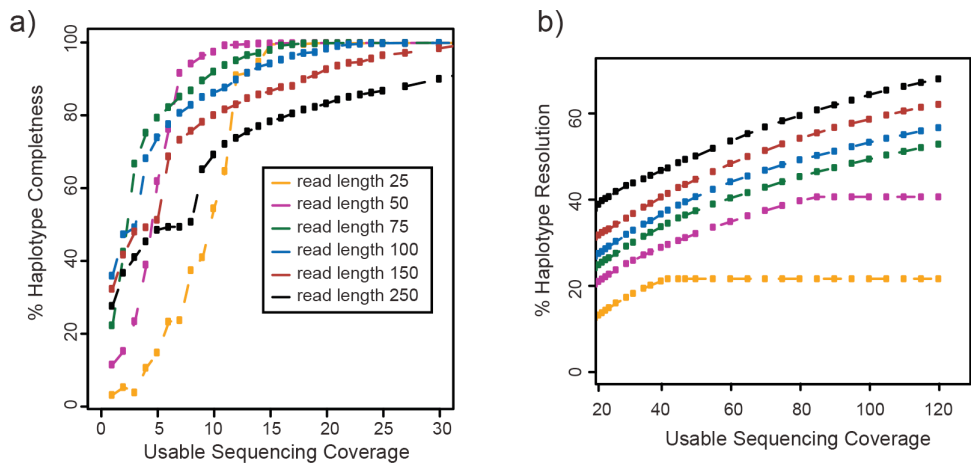 a)
% Haplotype Completness
100
80
60
40
20
0
read length 25
read length 50
read length 75
read length 100
read length 150
read length 250
0 5 10 15 20 25 30
Usable Sequencing Coverage
b)
% Haplotype Resolution
60
40
20
0
20 40 60 80 100 120
Usable Sequencing Coverage